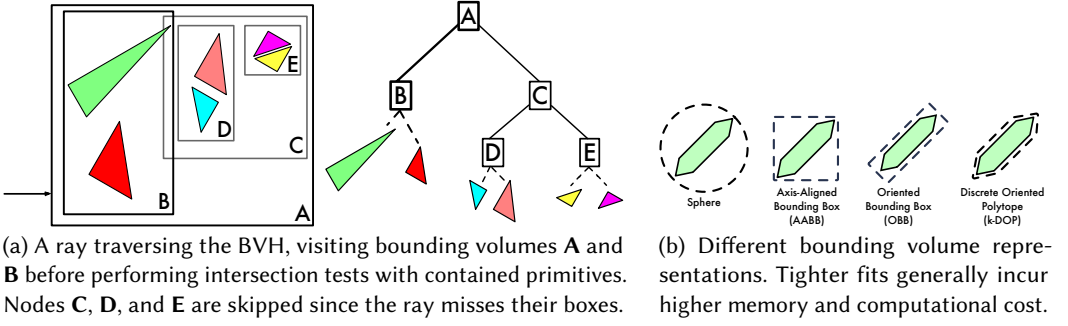 A
B
C
D
E
A
B
C
D
E
Sphere
Axis-Aligned
Bounding Box
(AABB)
Oriented
Bounding Box
(OBB)
Discrete Oriented
Polytope
(k-DOP)
(a) A ray traversing the BVH, visiting bounding volumes A and
B before performing intersection tests with contained primitives.
Nodes C, D, and E are skipped since the ray misses their boxes.
(b) Different bounding volume repre-
sentations. Tighter fits generally incur
higher memory and computational cost.